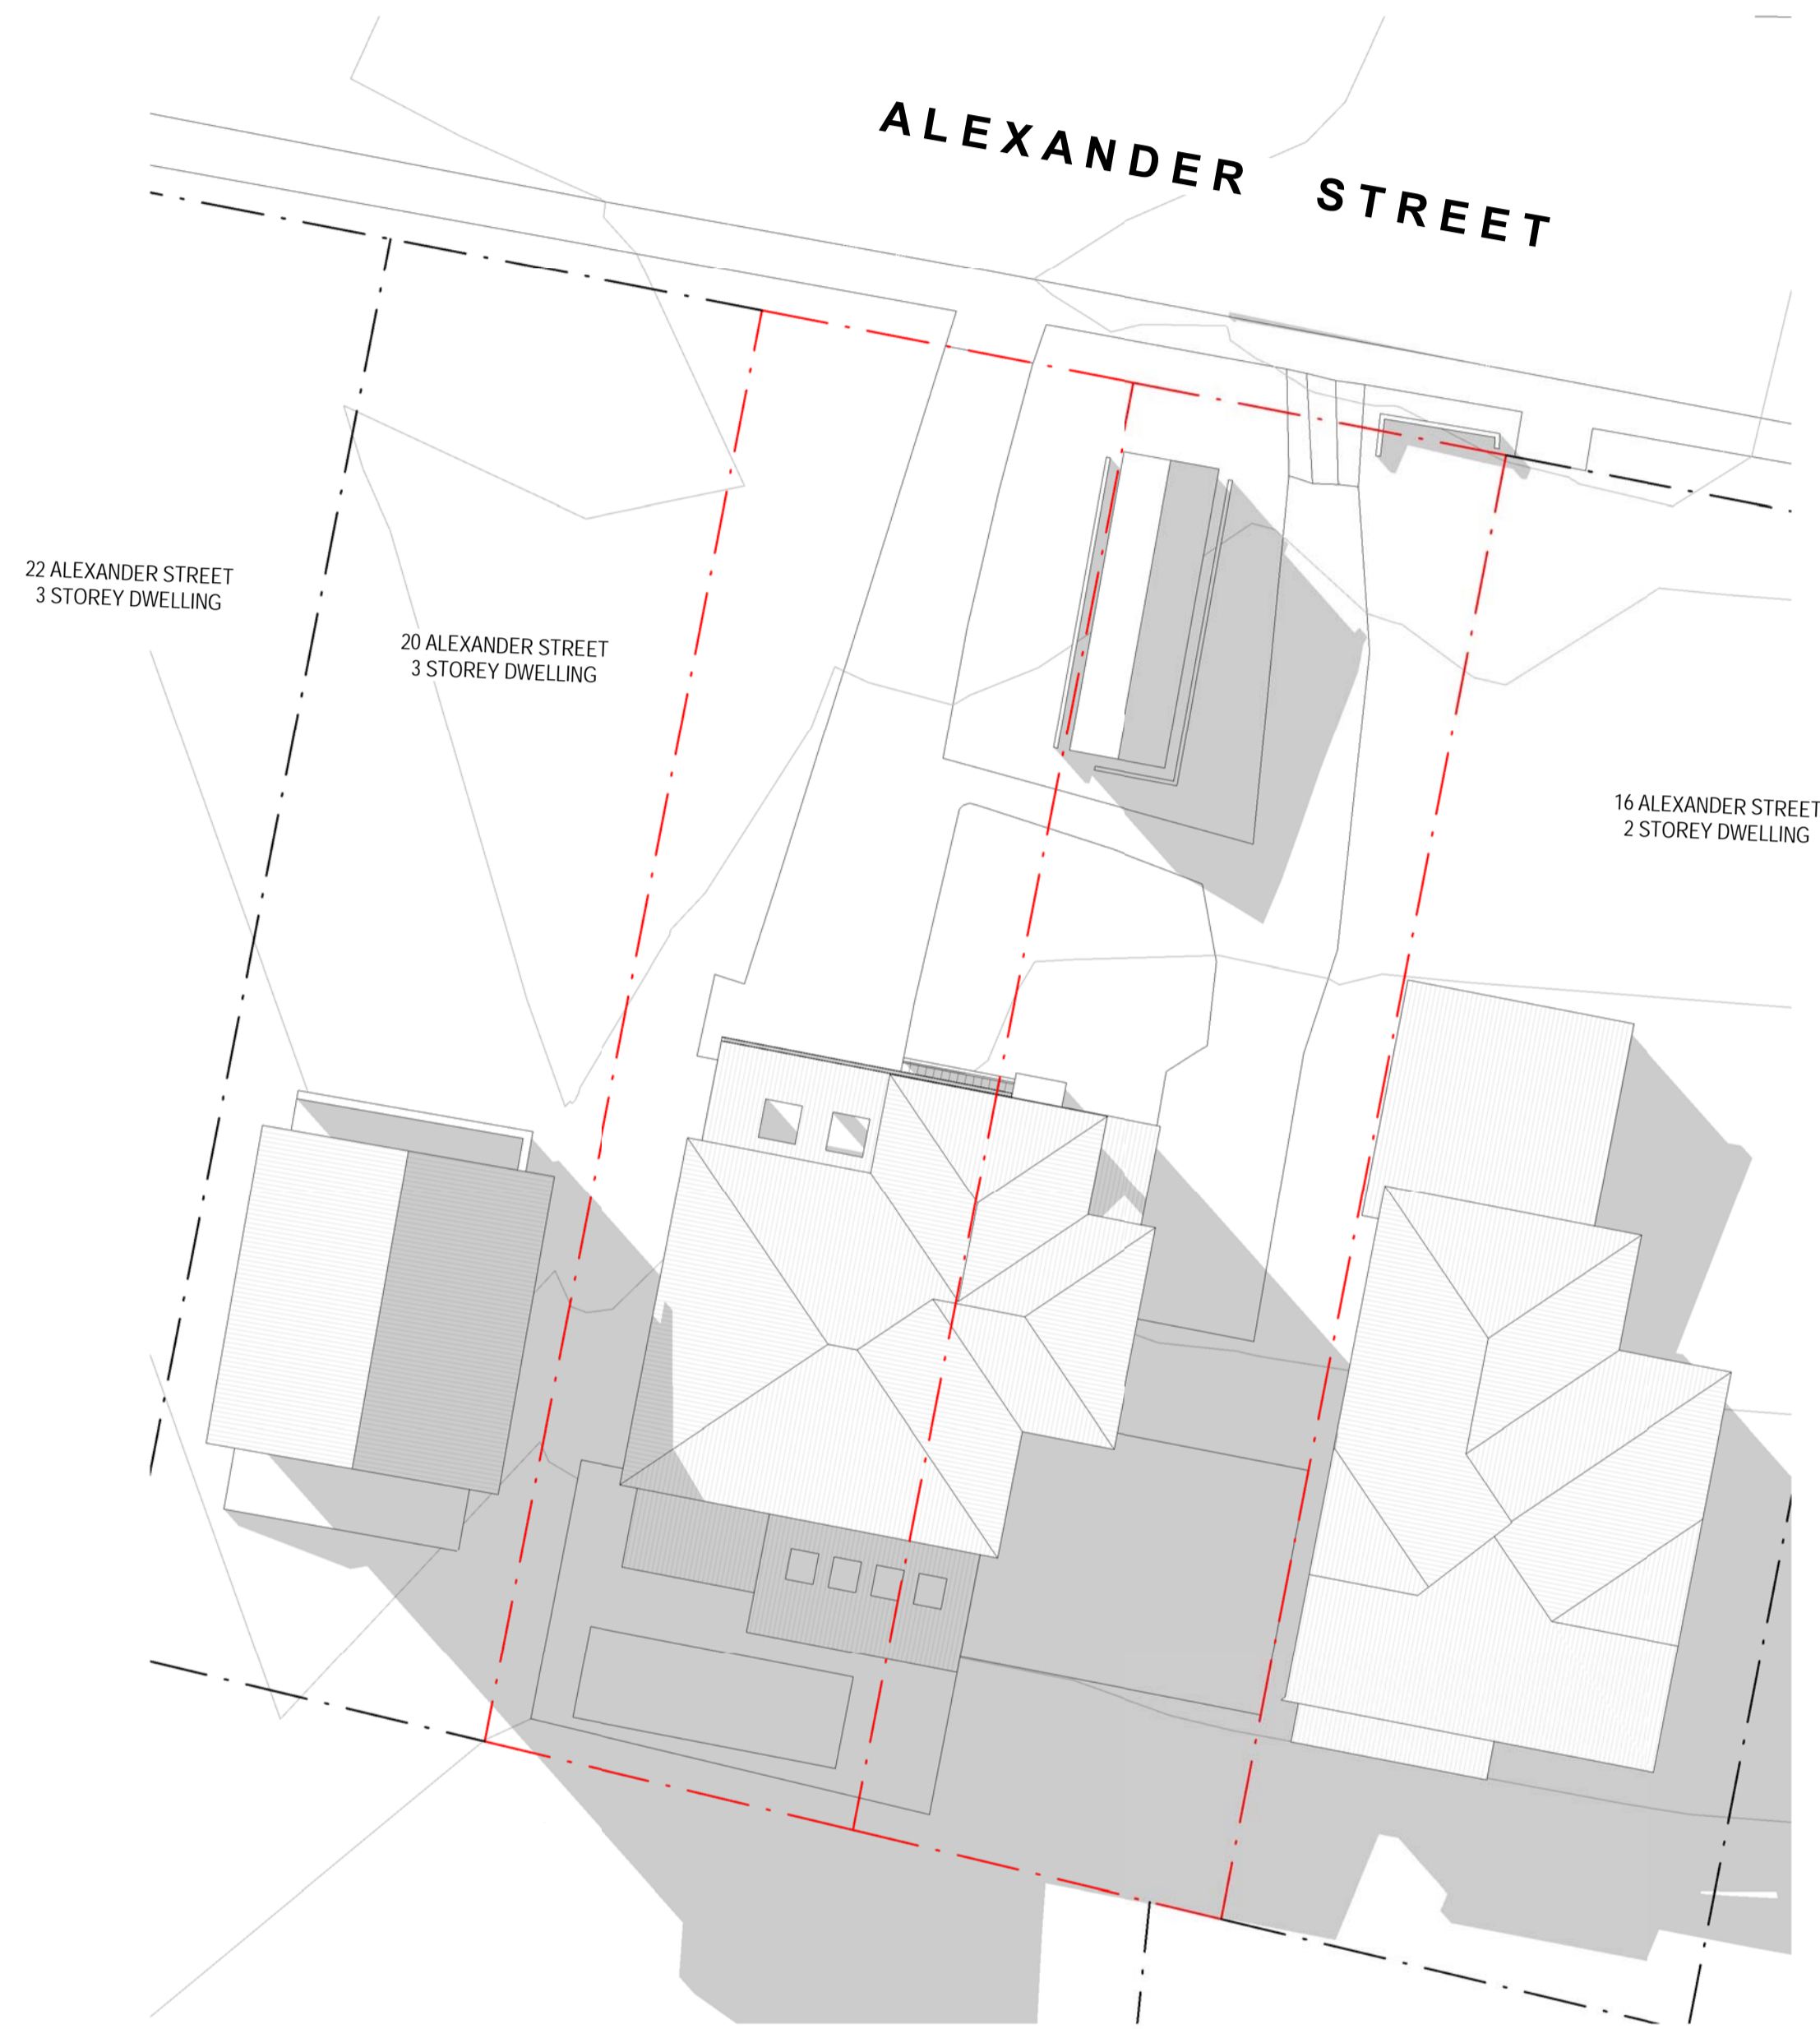 ALEXANDER STREET
22 ALEXANDER STREET
3 STOREY DWELLING
20 ALEXANDER STREET
3 STOREY DWELLING
16 ALEXANDER STREET
2 STOREY DWELLING